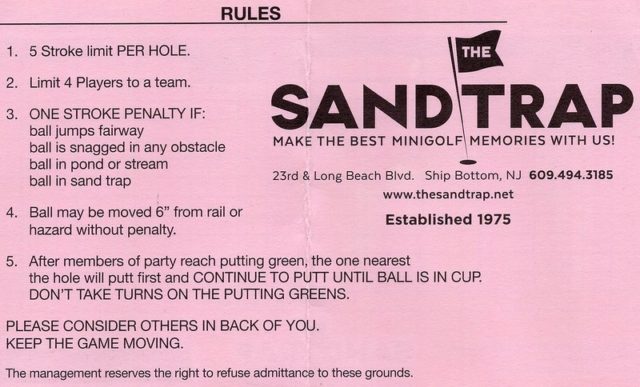 RULES
1. 5 Stroke limit PER HOLE.
2. Limit 4 Players to a team.
3. ONE STROKE PENALTY IF:
ball jumps fairway
ball is snagged in any obstacle
ball in pond or stream
ball in sand trap
4. Ball may be moved 6” from rail or
hazard without penalty.
5. After members of party reach putting green, the one nearest
the hole will putt first and CONTINUE TO PUTT UNTIL BALL IS IN CUP.
DON'T TAKE TURNS ON THE PUTTING GREENS.
PLEASE CONSIDER OTHERS IN BACK OF YOU.
KEEP THE GAME MOVING.
The management reserves the right to refuse admittance to these grounds.
THE
SAND TRAP
MAKE THE BEST MINIGOLF MEMORIES WITH US!
23rd & Long Beach Blvd. Ship Bottom, NJ 609.494.3185
www.thesandtrap.net
Established 1975